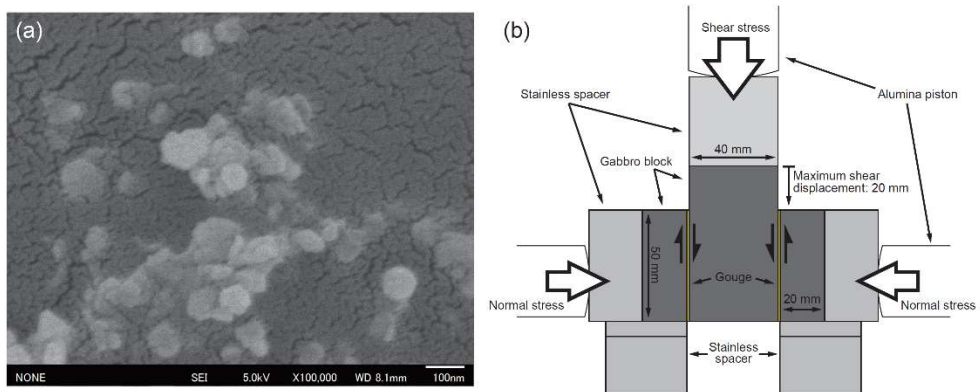 (a)
NONE SEI 5.0kV X100,000 WD 8.1mm 100nm
(b)
Shear stress
Stainless spacer
Alumina piston
40 mm
Gabbro block
Maximum shear
displacement: 20 mm
50 mm
Gouge
20 mm
Normal stress
Normal stress
Stainless
spacer